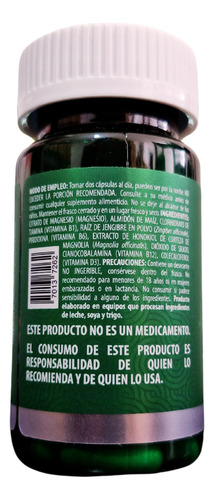 MODO DE EMPLEO: Tomar dos cápsulas al día, pueden ser por la noche. NO
EXCEDER LA PORCIÓN RECOMENDADA. Consulte a su médico antes de
consumir cualquier suplemento alimenticio. No se deje al alcance de
niños. Mantener el frasco cerrado y en un lugar fresco y seco. INGREDIENTES:
ESTEARATO DE MAGNESIO (MAGNESIO), ALMIDÓN DE MAÍZ, CLORHIDRATO DE
TIAMINA (VITAMINA B1), RAÍZ DE JENGIBRE EN POLVO (Zingiber officinale),
PIRIDOXINA (VITAMINA B6), EXTRACTO DE HONOKIOL DE CORTEZA DE
MAGNOLIA (Magnolia officinalis), DIÓXIDO DE
CIANOCOBALAMINA (VITAMINA B12), COLECALCIFEROL
(VITAMINA D3). PRECAUCIONES: Contiene un desecante NO
INGERIBLE, consérvese dentro del frasco. No
recomendado para menores de 18 años ni en mujeres
embarazadas o en lactancia. No consumir si padece
sensibilidad a alguno de los ingredientes. Producto
elaborado en equipos que procesan ingredientes
de leche, soya y trigo.
ESTE PRODUCTO NO ES UN MEDICAMENTO.
EL CONSUMO DE ESTE PRODUCTO ES
RESPONSABILIDAD DE QUIEN LO
RECOMIENDA Y DE QUIEN LO USA.